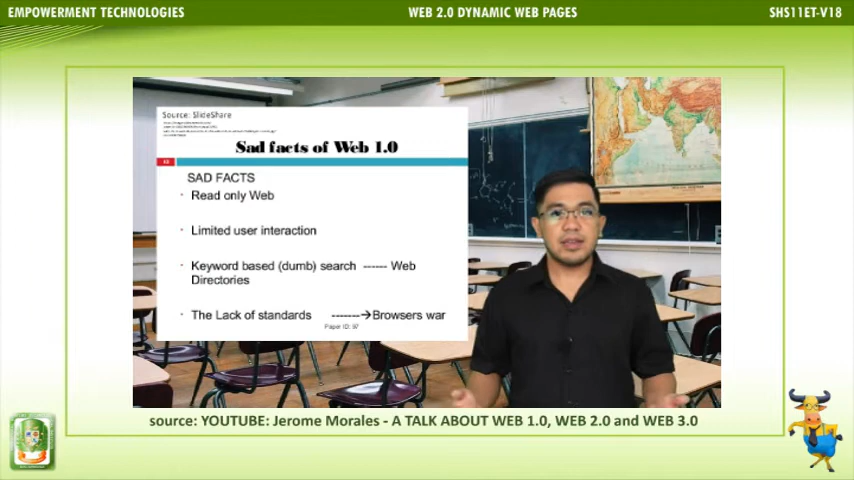 EMPOWERMENT TECHNOLOGIES
WEB 2.0 DYNAMIC WEB PAGES
SHS11ET-V18
Source: SlideShare
Sad facts of Web 1.0
SAD FACTS
· Read only Web
· Limited user interaction
· Keyword based (dumb) search ------ Web
Directories
· The Lack of standards -------→Browsers war
Paper ID: 97
source: YOUTUBE: Jerome Morales - A TALK ABOUT WEB 1.0, WEB 2.0 and WEB 3.0